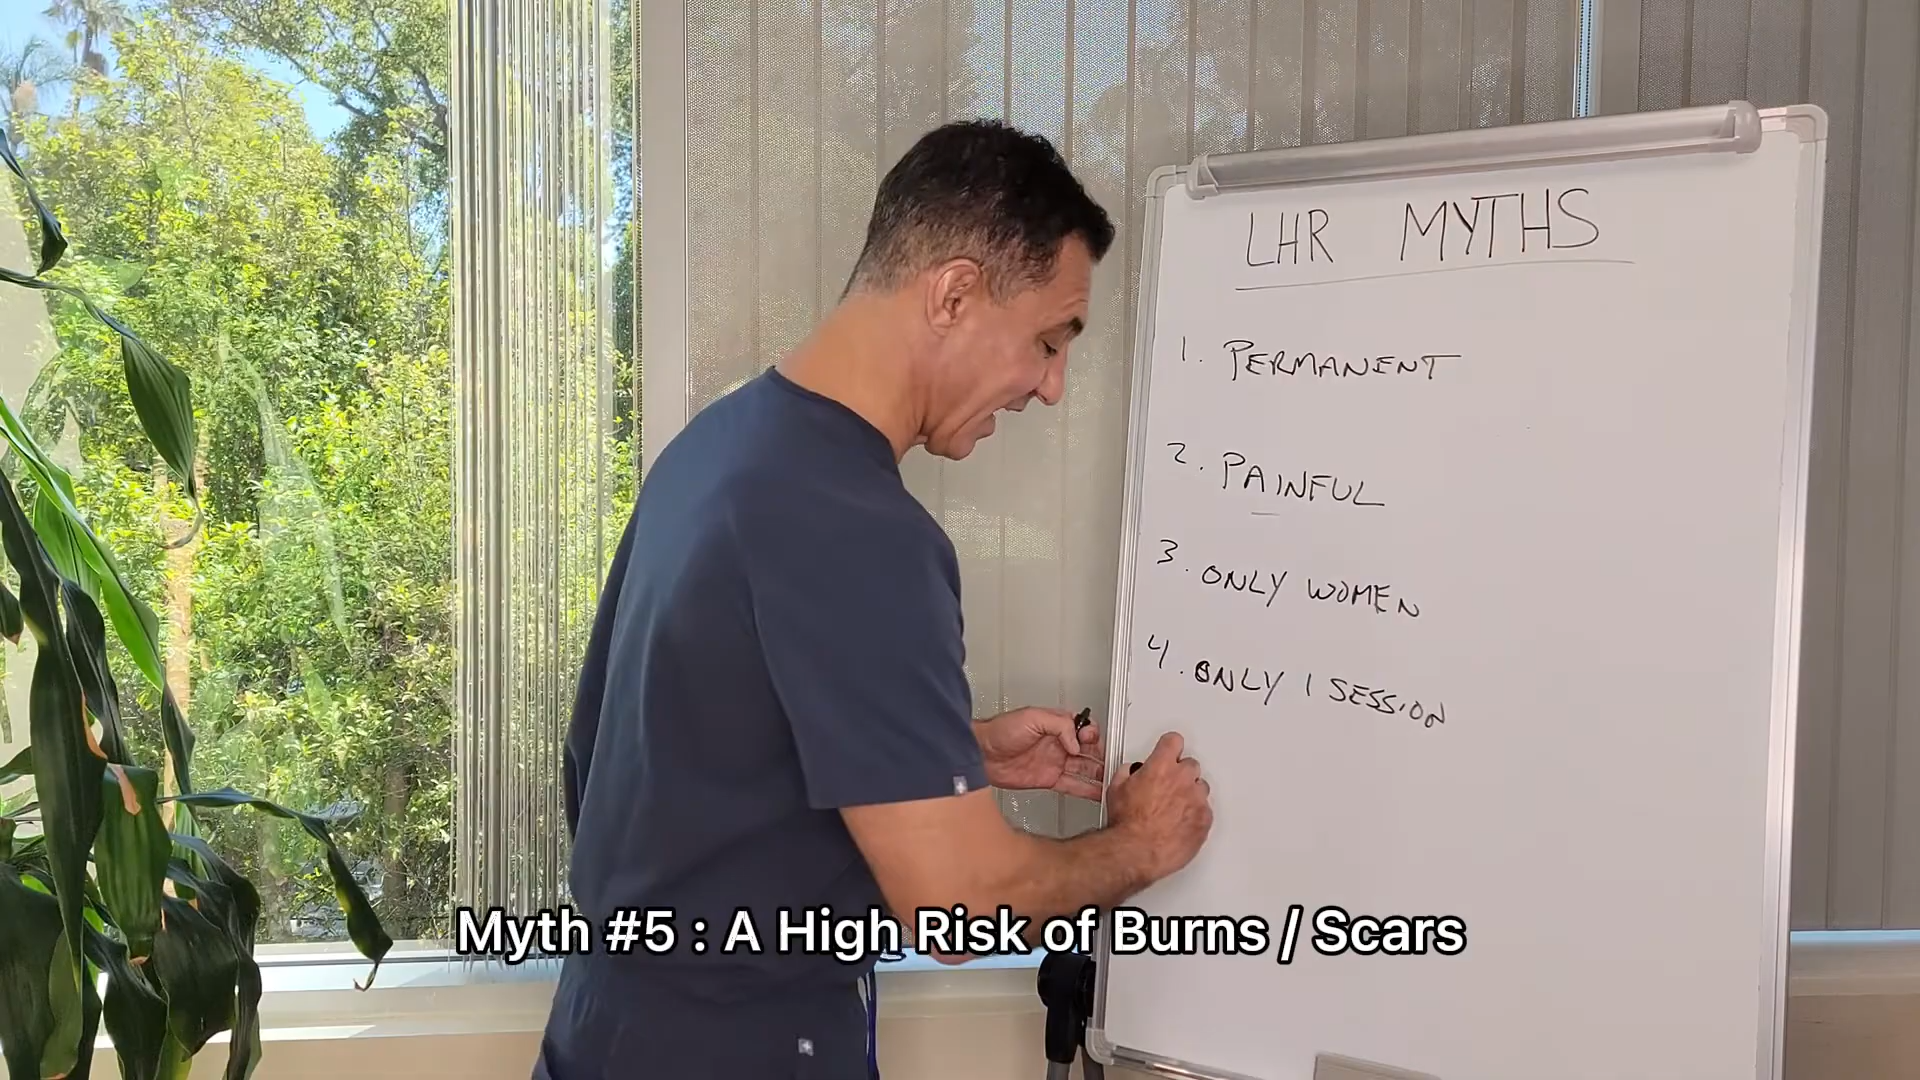 LHR MYTHS
1. PERMANENT
2. PAINFUL
3. ONLY WOMEN
4. ONLY 1 SESSION
Myth #5 : A High Risk of Burns / Scars